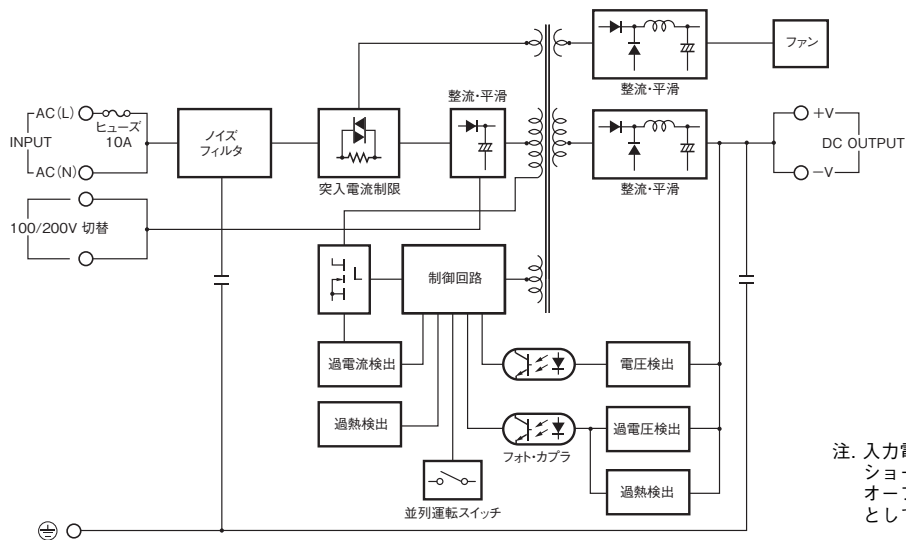 ファン
整流・平滑
AC(L)
ヒューズ
10A
INPUT
AC(N)
ノイズ
フィルタ
突入電流制限
整流・平滑
整流・平滑
+V
DC OUTPUT
−V
100/200V 切替
制御回路
過電流検出
過熱検出
並列運転スイッチ
フォト・カプラ
電圧検出
過電圧検出
過熱検出
注. 入力電
ショー
オープ
として